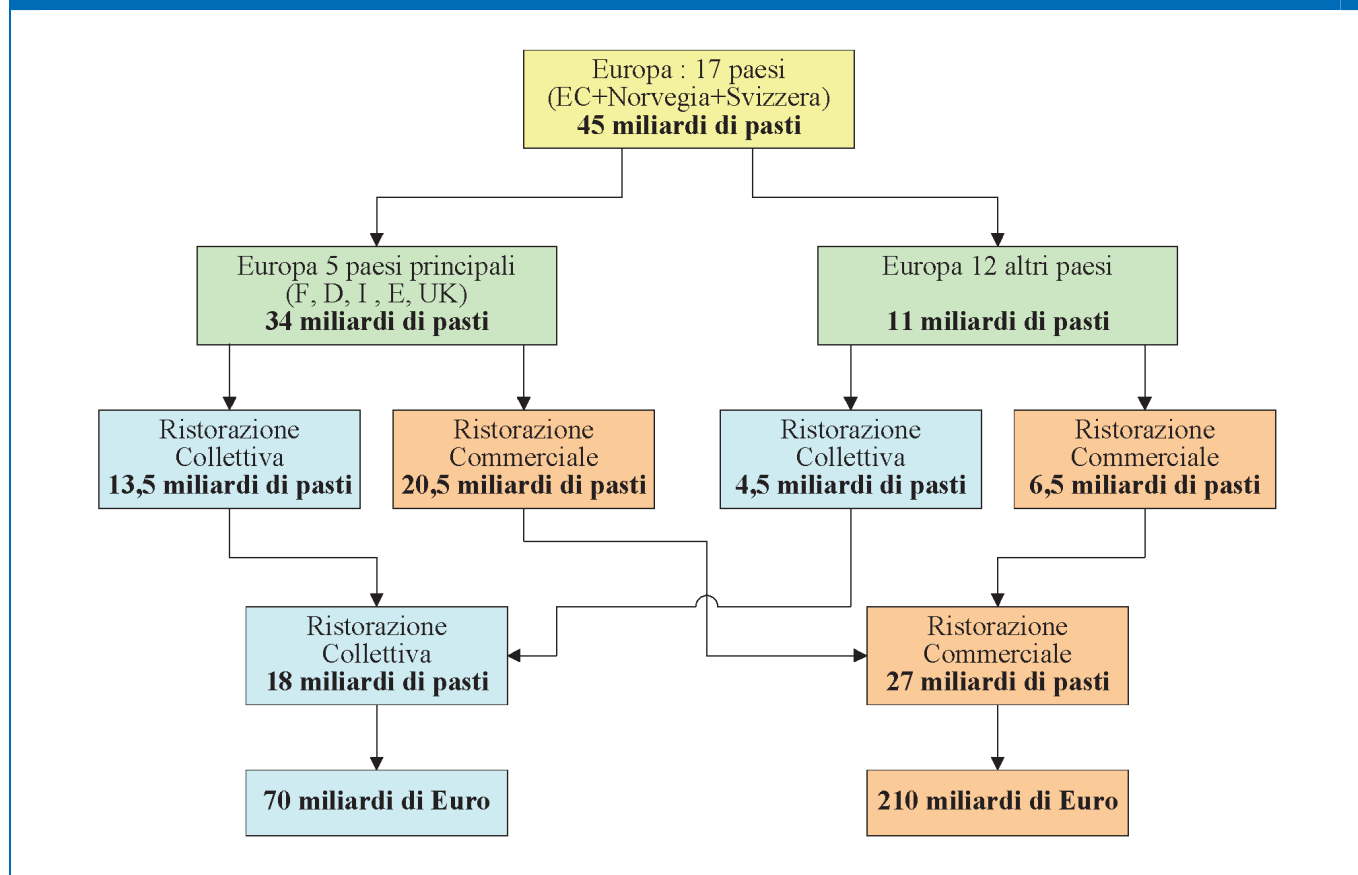 Europa : 17 paesi
(EC+Norvegia+Svizzera)
45 miliardi di pasti
Europa 5 paesi principali
(F, D, I , E, UK)
34 miliardi di pasti
Europa 12 altri paesi
11 miliardi di pasti
Ristorazione
Collettiva
13,5 miliardi di pasti
Ristorazione
Commerciale
20,5 miliardi di pasti
Ristorazione
Collettiva
4,5 miliardi di pasti
Ristorazione
Commerciale
6,5 miliardi di pasti
Ristorazione
Collettiva
18 miliardi di pasti
Ristorazione
Commerciale
27 miliardi di pasti
70 miliardi di Euro
210 miliardi di Euro